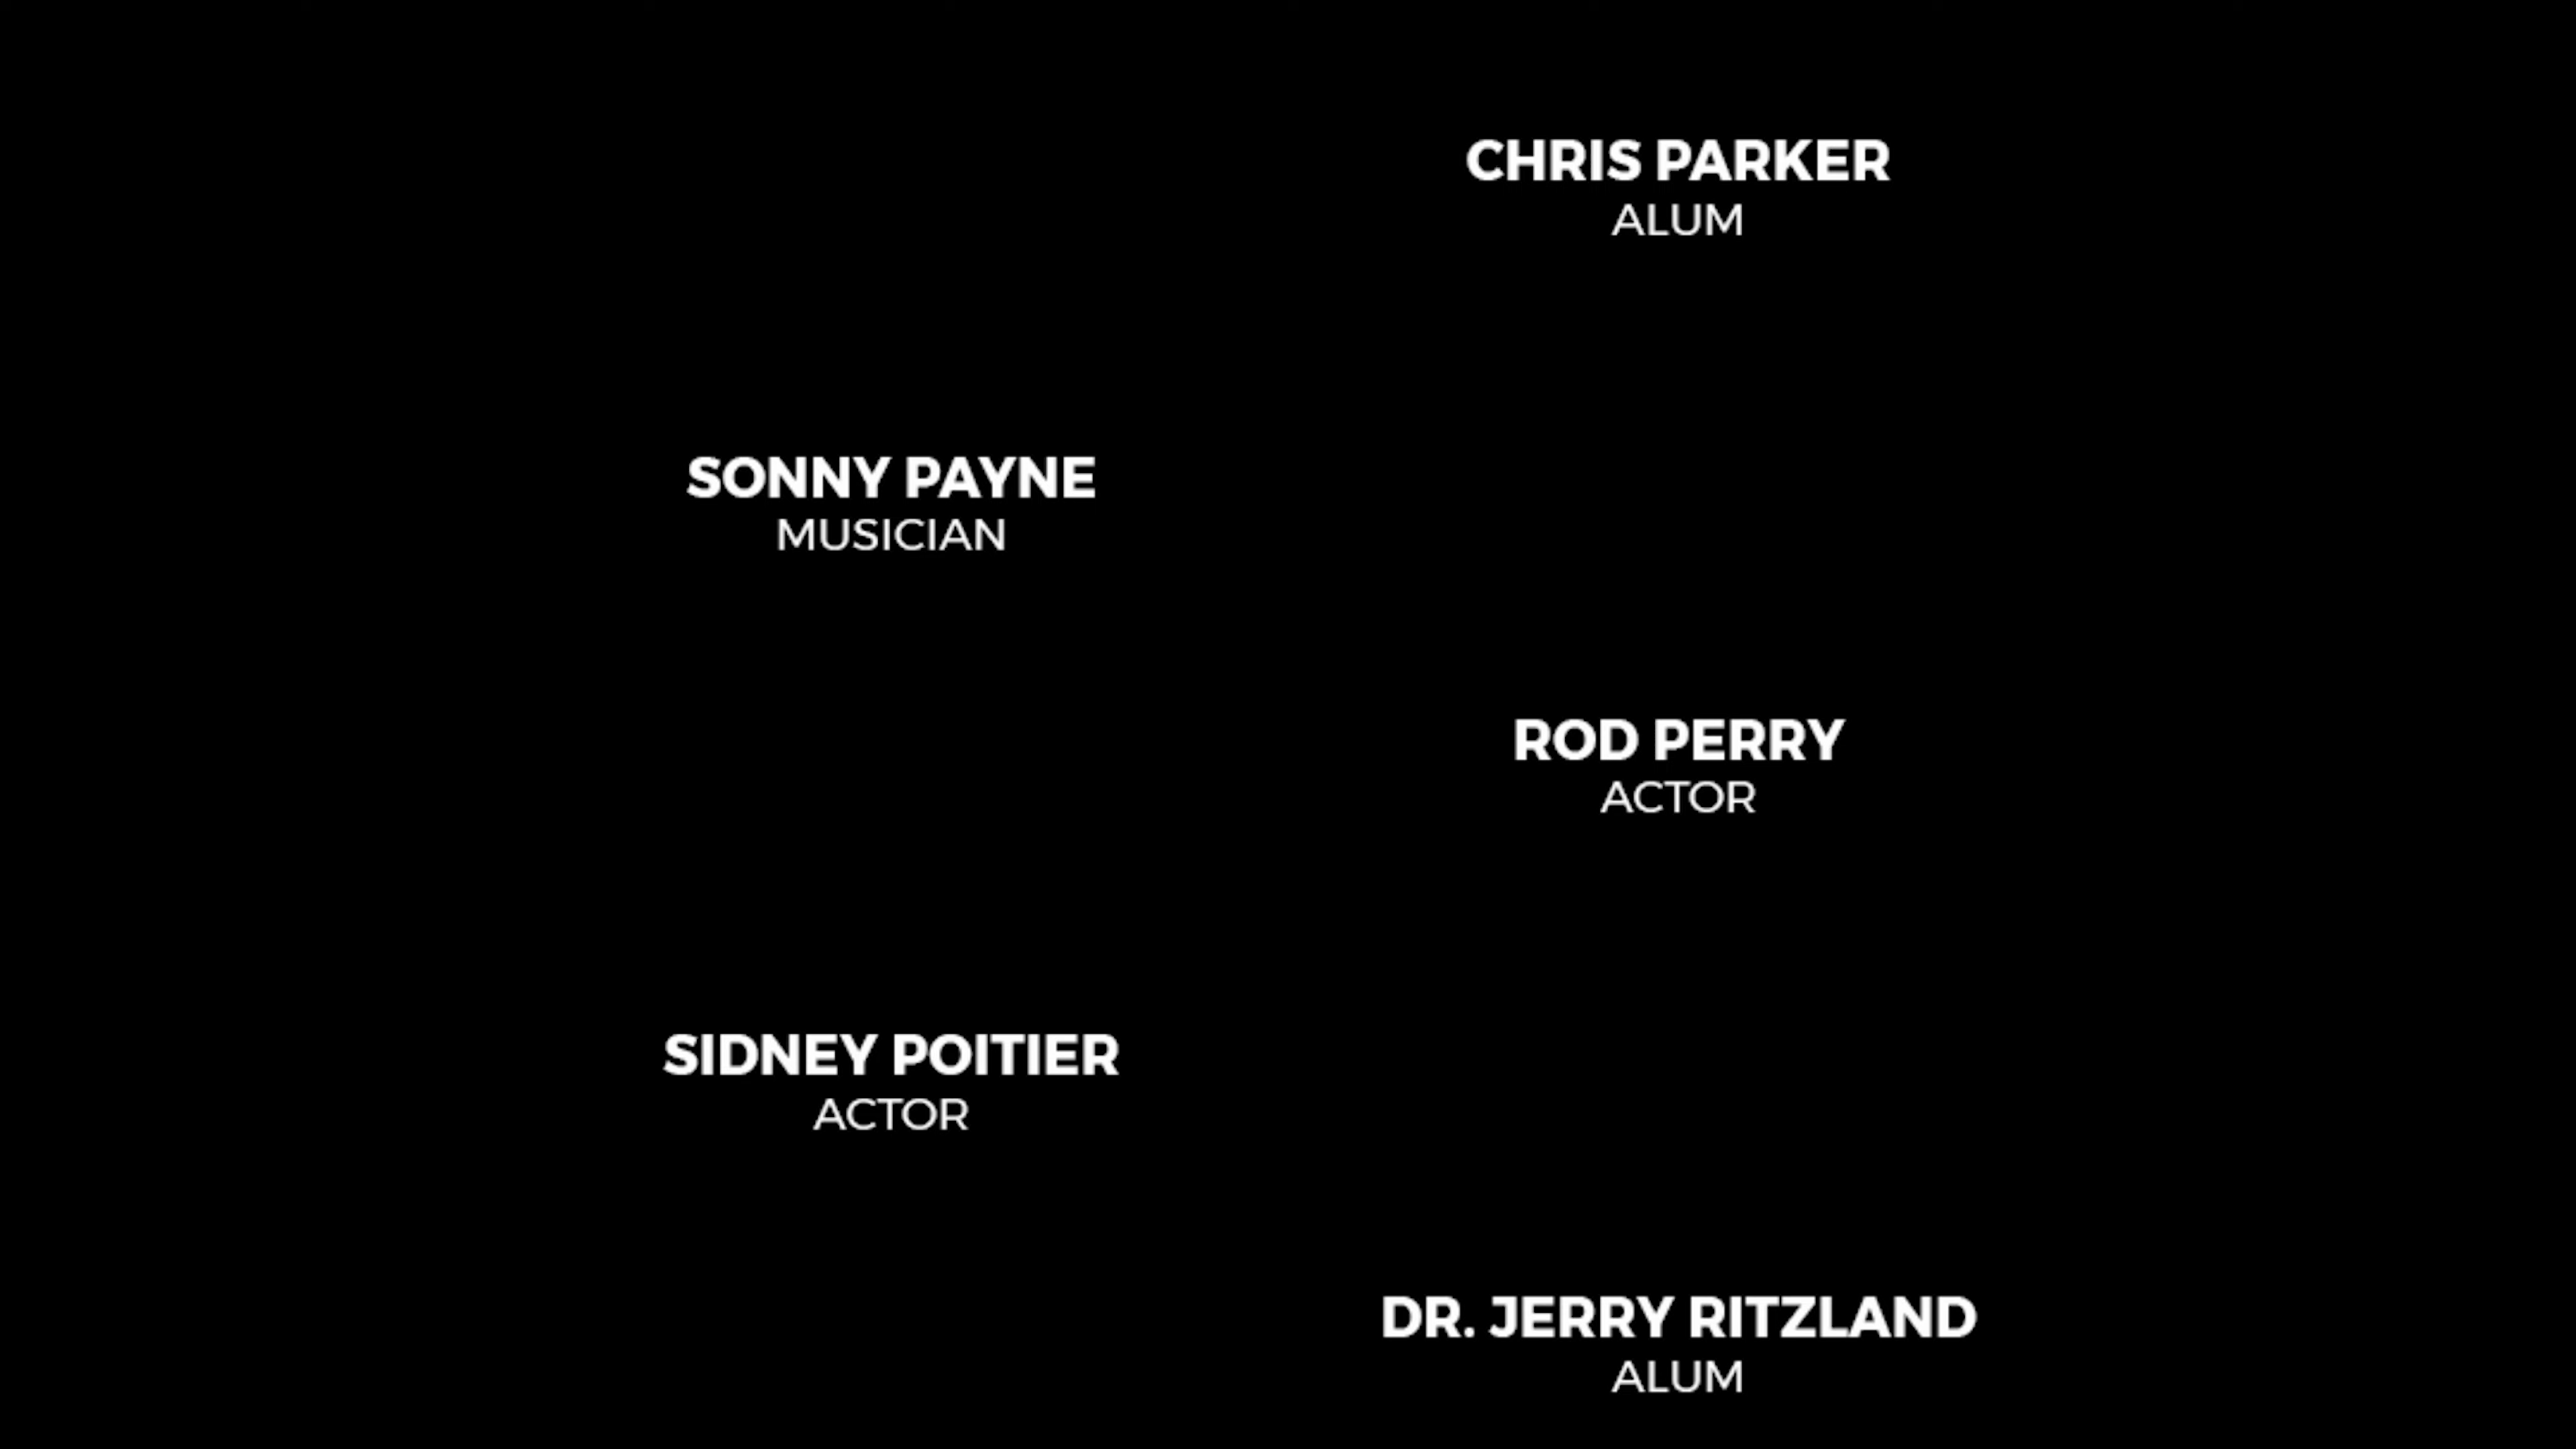 CHRIS PARKER
ALUM
SONNY PAYNE
MUSICIAN
ROD PERRY
ACTOR
SIDNEY POITIER
ACTOR
DR. JERRY RITZLAND
ALUM